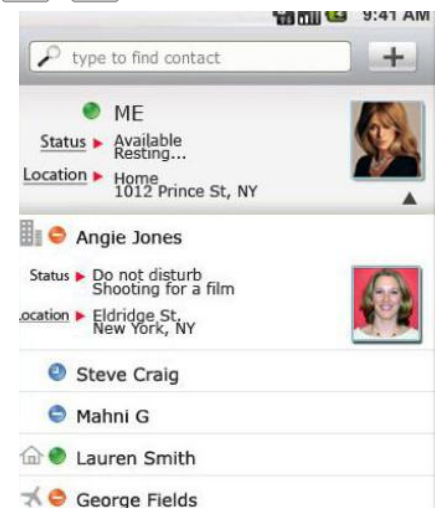 9:41 AM
type to find contact
ME
Status Available
Resting...
Location Home
1012 Prince St, NY
Angie Jones
Status Do not disturb
Shooting for a film
ocation Eldridge St.
New York, NY
Steve Craig
Mahni G
Lauren Smith
George Fields